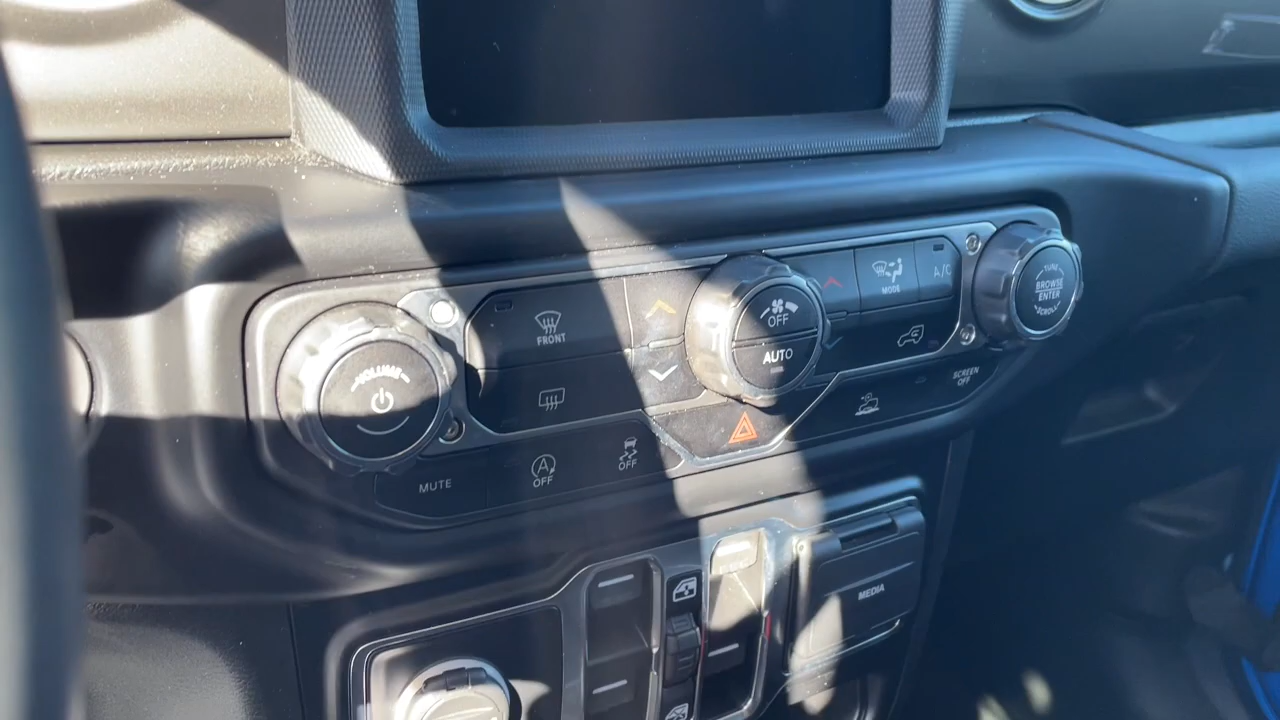 VOLUME
FRONT
OFF
AUTO
MODE
A/C
TUNE
BROWSE
ENTER
SCROLL
MUTE
A
OFF
OFF
SCREEN
OFF
MEDIA